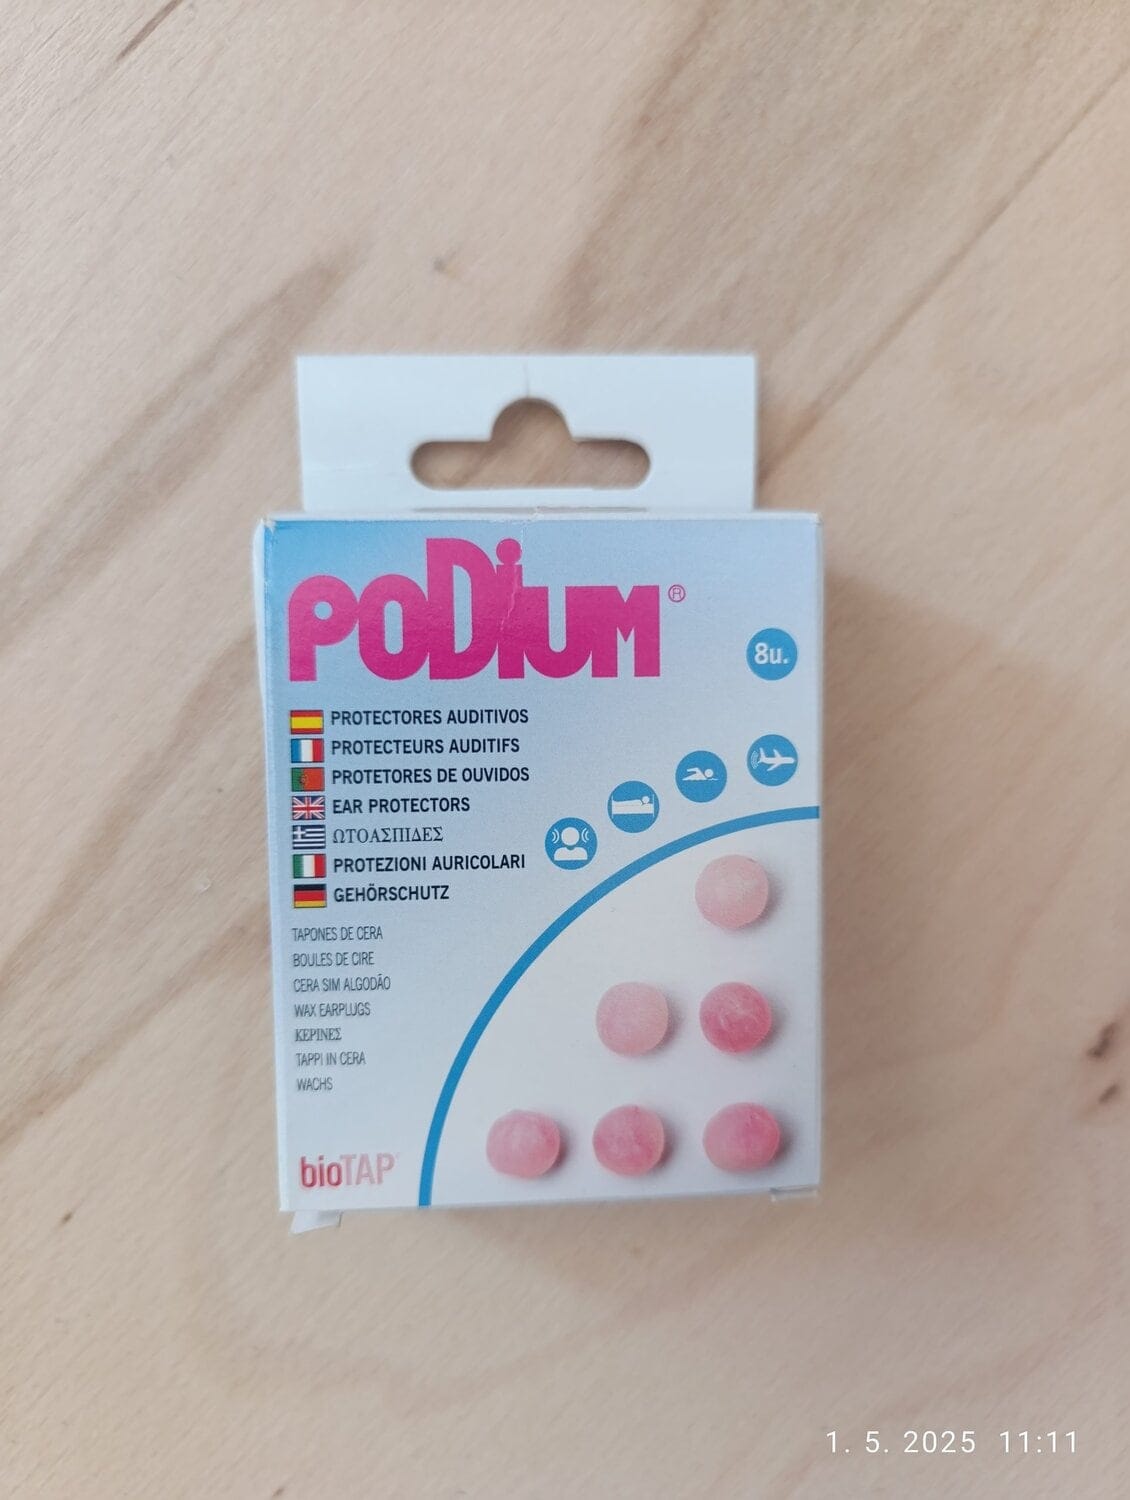 PODiUM®
8u.
PROTECTORES AUDITIVOS
PROTECTEURS AUDITIFS
PROTETORES DE OUVIDOS
EAR PROTECTORS
ΩΤΟΑΣΠΙΔΕΣ
PROTEZIONI AURICOLARI
GEHÖRSCHUTZ
TAPONES DE CERA
BOULES DE CIRE
CERA SIM ALGODÃO
WAX EARPLUGS
ΚΕΡΙΝΕΣ
TAPPI IN CERA
WACHS
bioTAP
1. 5. 2025 11:11